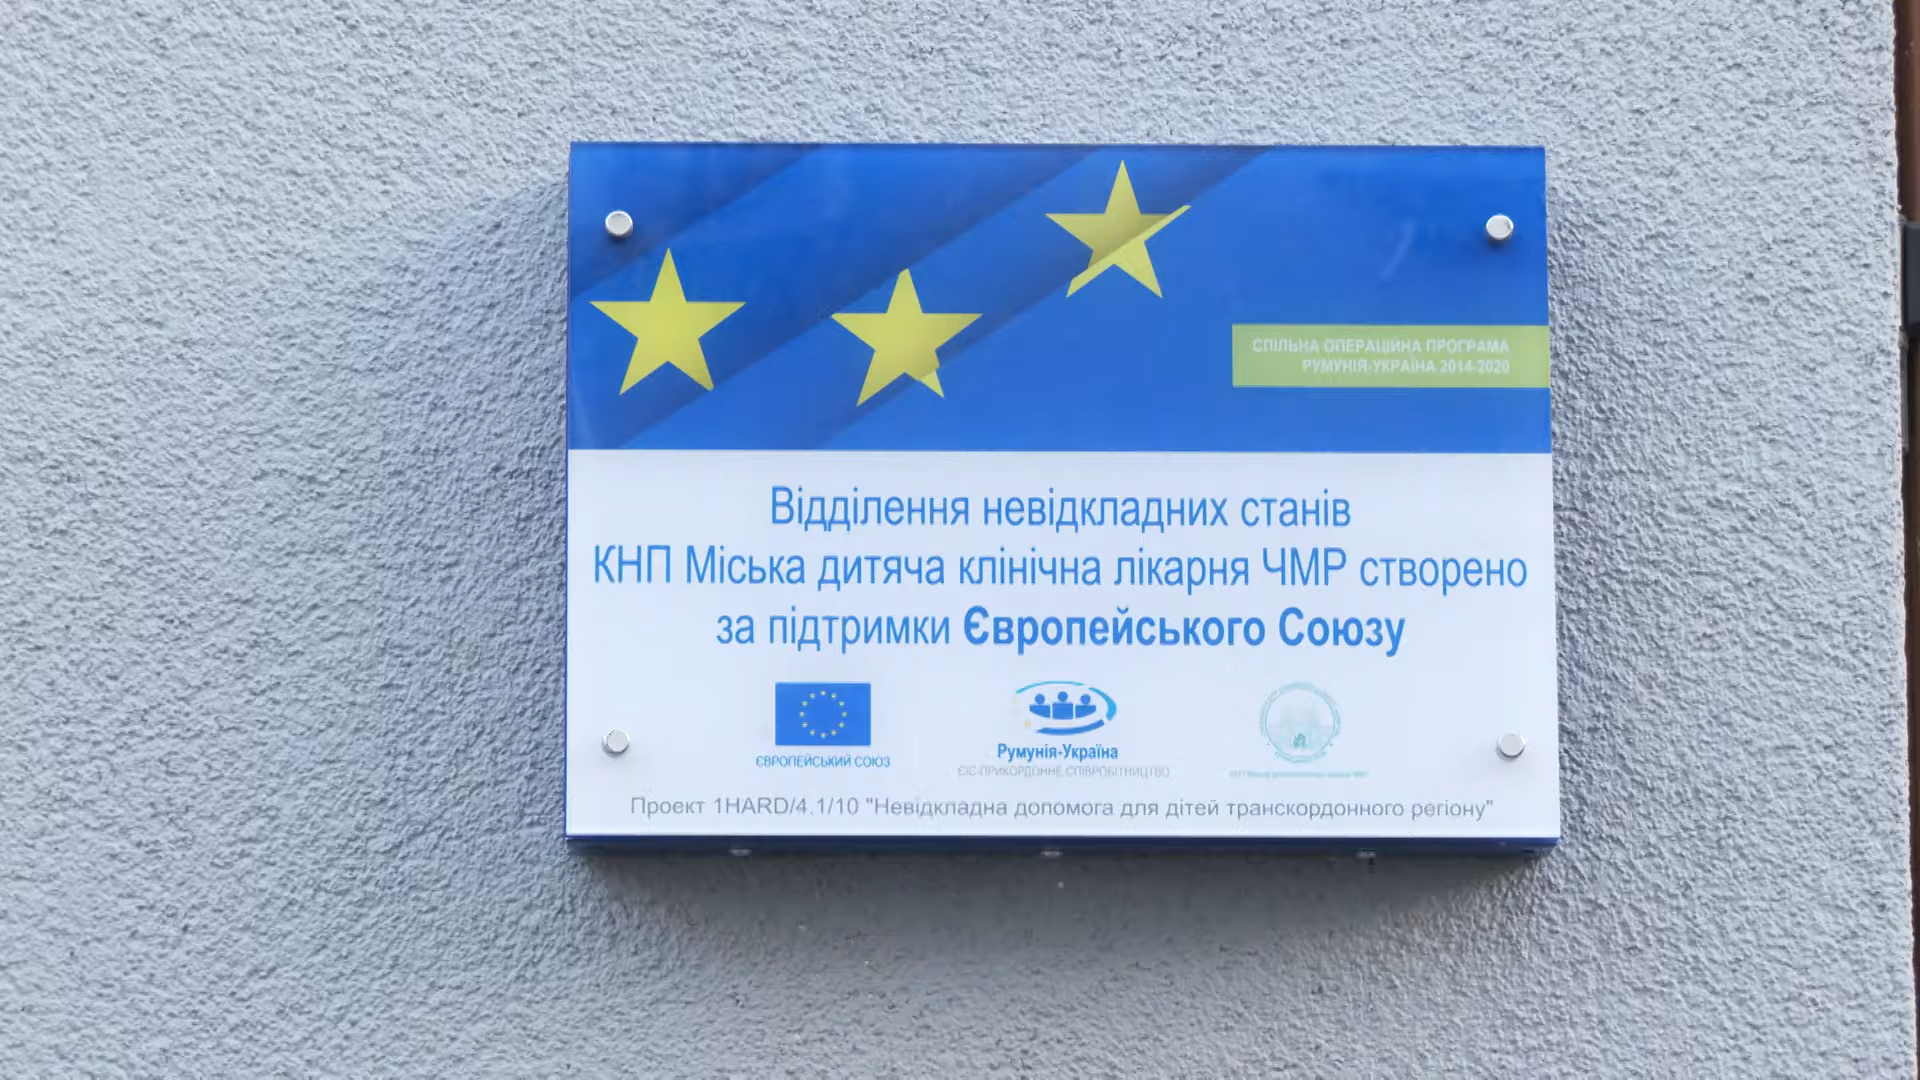 СПІЛЬНА ОПЕРАЦІЙНА ПРОГРАМА
РУМУНІЯ-УКРАЇНА 2014-2020
Відділення невідкладних станів
КНП Міська дитяча клінічна лікарня ЧМР створено
за підтримки Європейського Союзу
ЄВРОПЕЙСЬКИЙ СОЮЗ
Румунія-Україна
ЄІС-ПРИКОРДОННЕ СПІВРОБІТНИЦТВО
Проект 1HARD/4.1/10 "Невідкладна допомога для дітей транскордонного регіону"